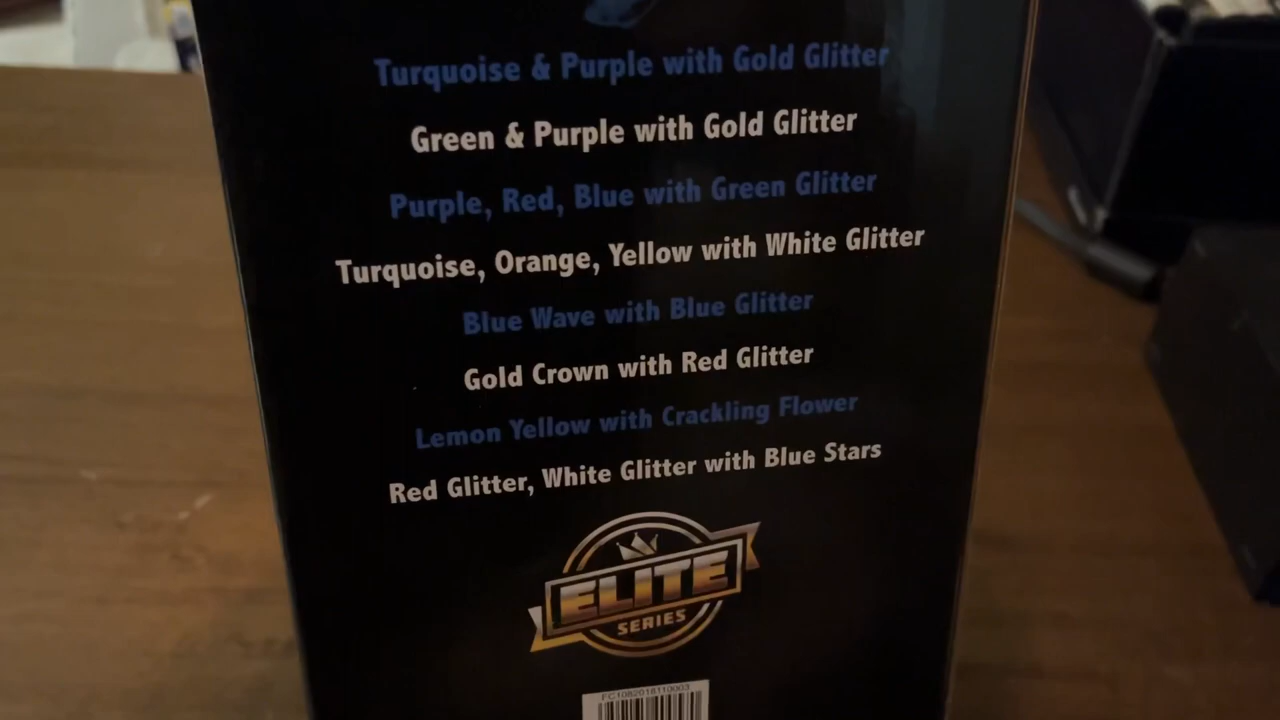 Turquoise & Purple with Gold Glitter
Green & Purple with Gold Glitter
Purple, Red, Blue with Green Glitter
Turquoise, Orange, Yellow with White Glitter
Blue Wave with Blue Glitter
Gold Crown with Red Glitter
Lemon Yellow with Crackling Flower
Red Glitter, White Glitter with Blue Stars
ELITE
SERIES
FC1082018110003